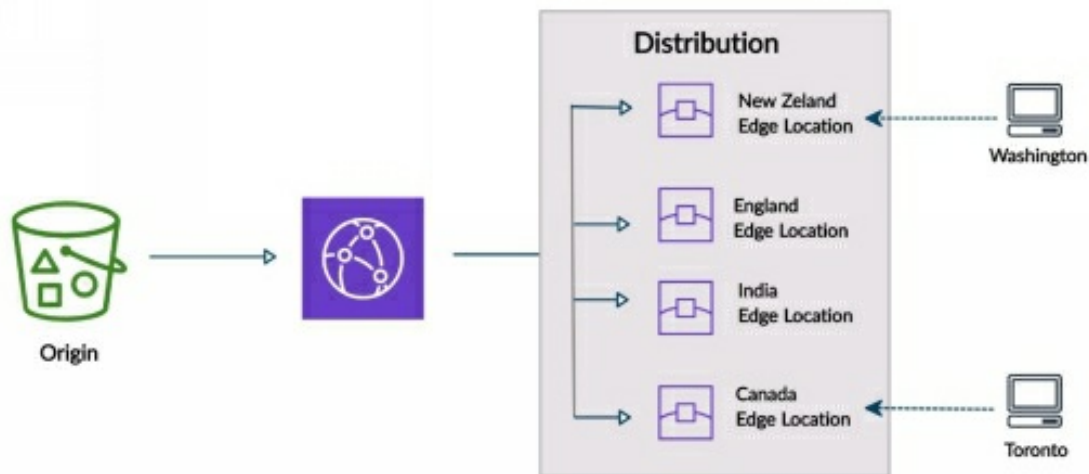 Distribution
New Zeland
Edge Location
Washington
England
Edge Location
India
Edge Location
Origin
Canada
Edge Location
Toronto